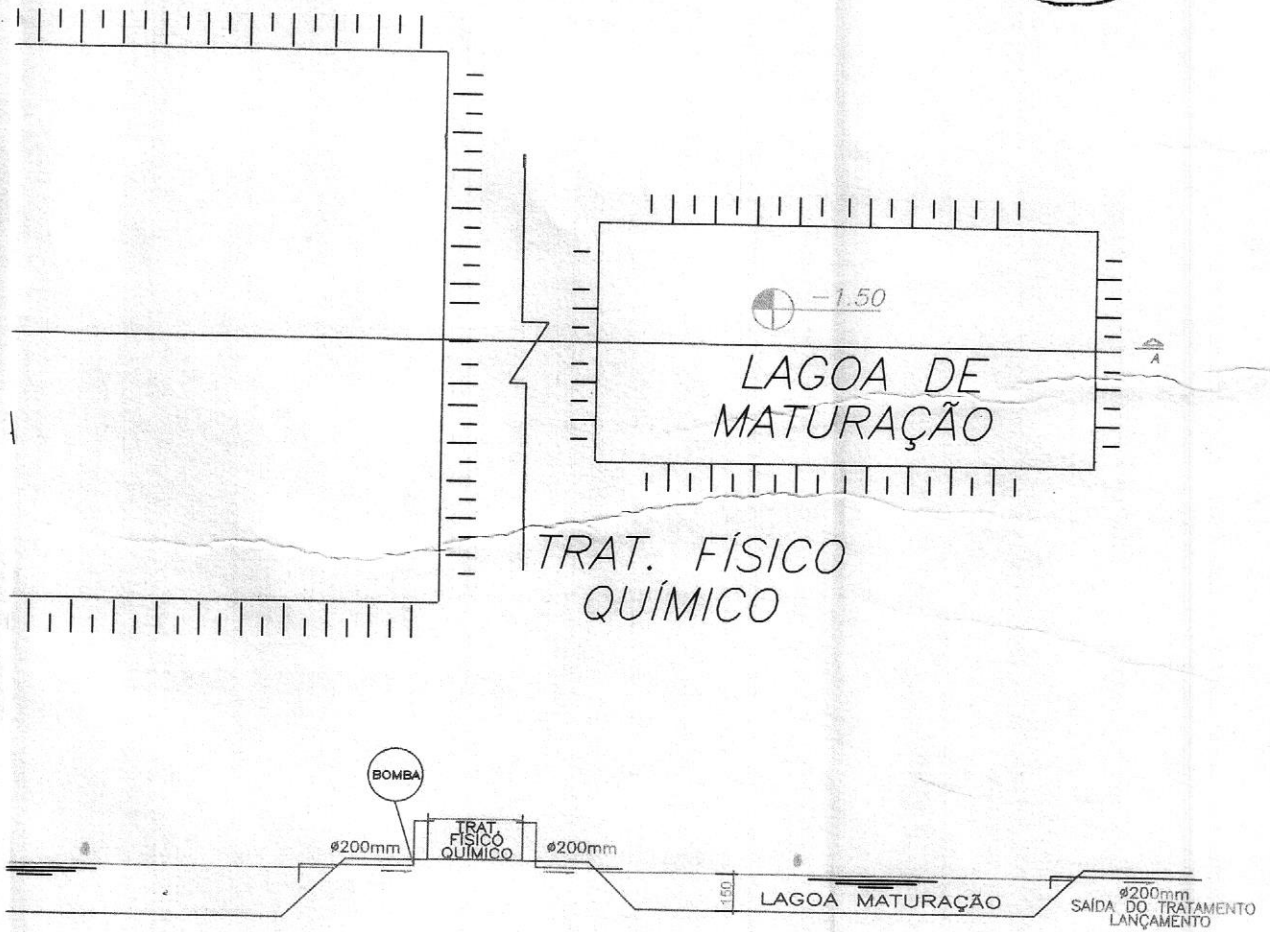 -1.50
A
LAGOA DE
MATURAÇÃO
TRAT. FÍSICO
QUÍMICO
BOMBA
ø200mm
TRAT.
FÍSICO
QUÍMICO
ø200mm
150
LAGOA MATURAÇÃO
ø200mm
SAÍDA DO TRATAMENTO
LANÇAMENTO